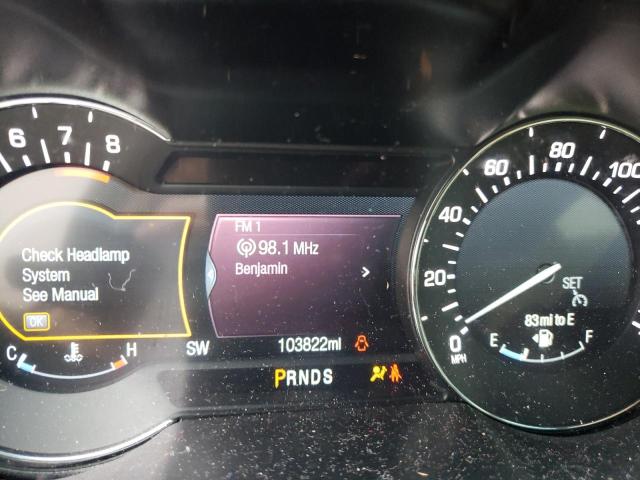 6 7 8
Check Headlamp
System
See Manual
OK
C H
SW
FM 1
98.1 MHz
Benjamin
103822mi
PRNDS
0 20 40 60 80 100
MPH
SET
83 mi to E
E F